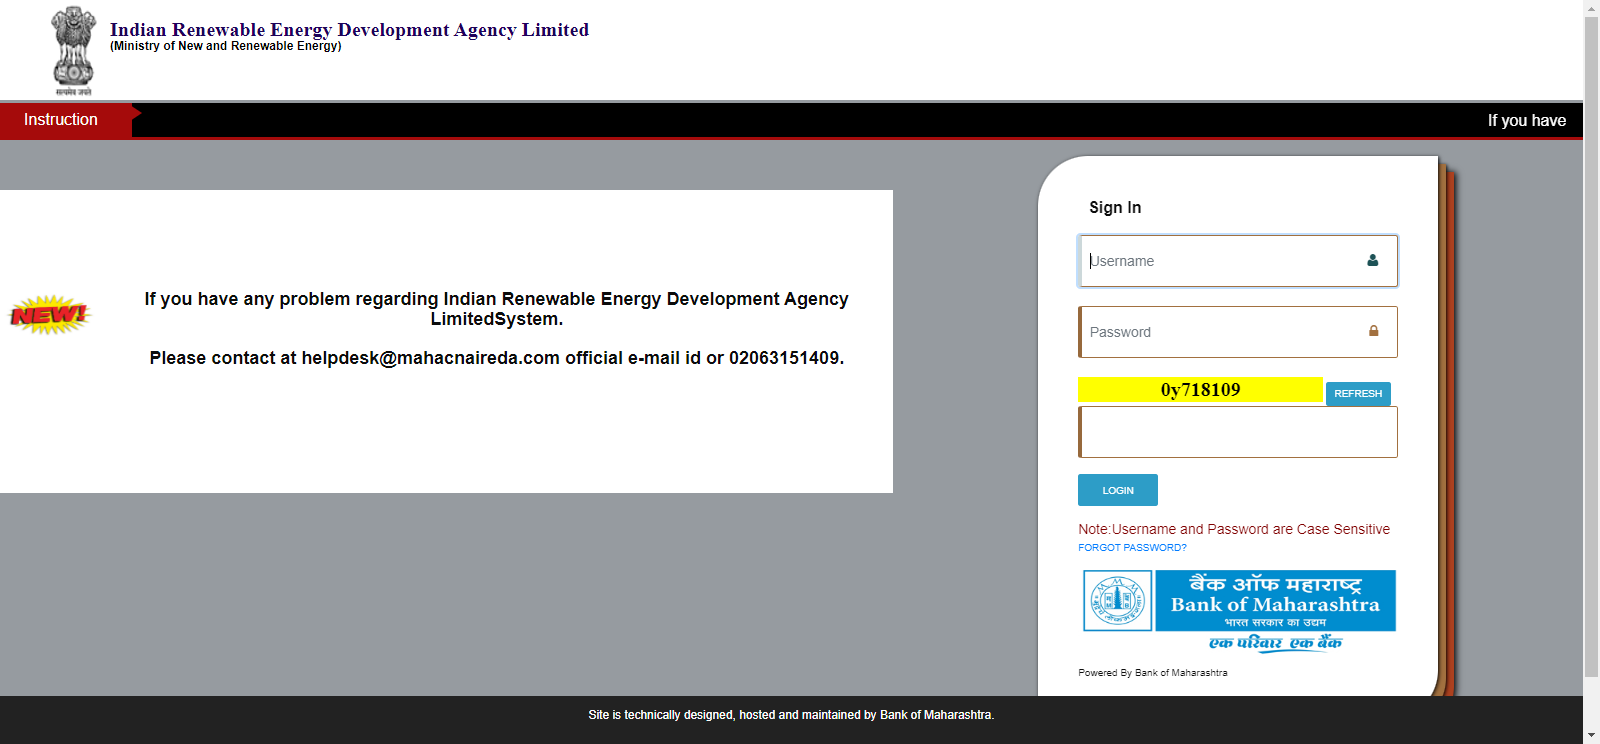 Indian Renewable Energy Development Agency Limited
(Ministry of New and Renewable Energy)
सत्यमेव जयते
Instruction
If you have
NEW!
If you have any problem regarding Indian Renewable Energy Development Agency
LimitedSystem.
Please contact at helpdesk@mahacnaireda.com official e-mail id or 02063151409.
Sign In
Username
Password
0y718109
REFRESH
LOGIN
Note:Username and Password are Case Sensitive
FORGOT PASSWORD?
बैंक ऑफ महाराष्ट्र
Bank of Maharashtra
भारत सरकार का उद्यम
एक परिवार एक बैंक
Powered By Bank of Maharashtra
Site is technically designed, hosted and maintained by Bank of Maharashtra.